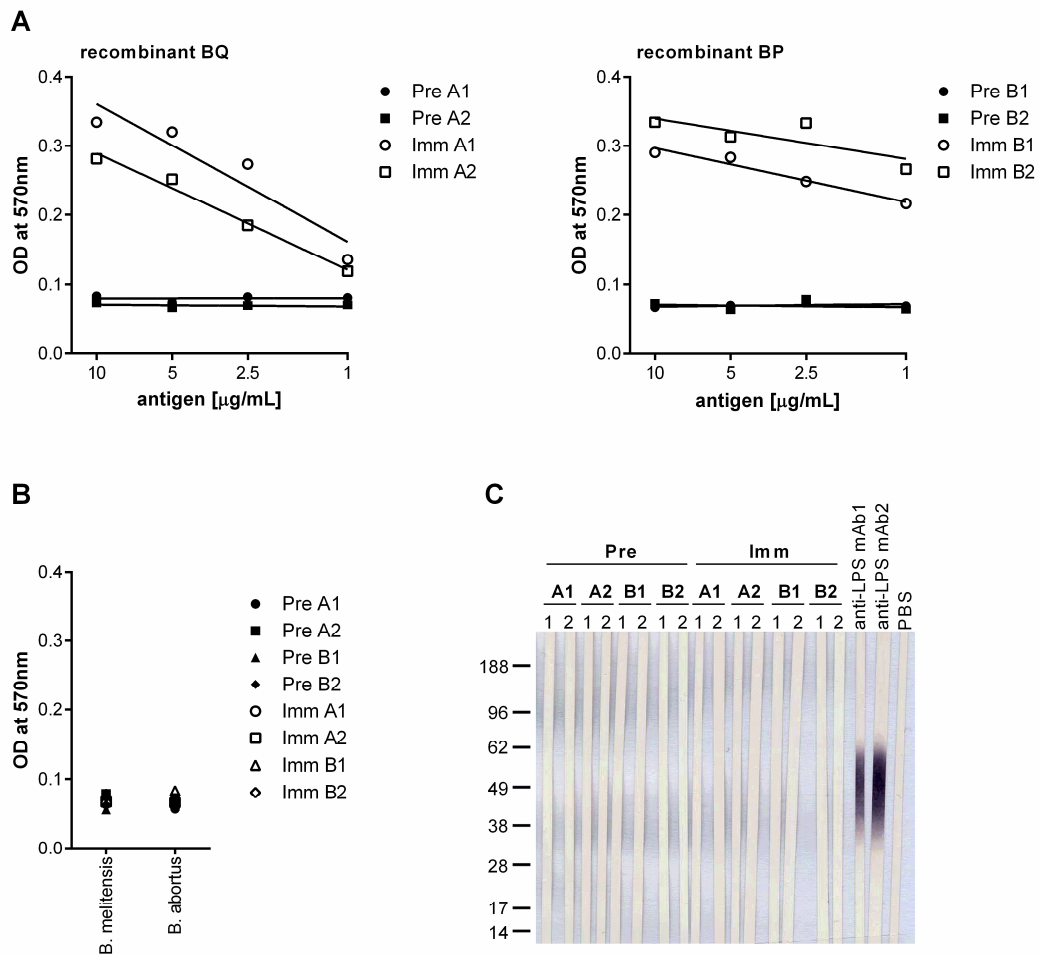 A
recombinant BQ
0.4
0.3
0.2
0.1
0.0
OD at 570nm
10 5 2.5 1
antigen [µg/mL]
Pre A1
Pre A2
Imm A1
Imm A2
recombinant BP
0.4
0.3
0.2
0.1
0.0
OD at 570nm
10 5 2.5 1
antigen [µg/mL]
Pre B1
Pre B2
Imm B1
Imm B2
B
0.4
0.3
0.2
0.1
0.0
OD at 570nm
B. melitensis
B. abortus
Pre A1
Pre A2
Pre B1
Pre B2
Imm A1
Imm A2
Imm B1
Imm B2
C
Pre Imm
A1 A2 B1 B2 A1 A2 B1 B2
1 2 1 2 1 2 1 2 1 2 1 2 1 2 1 2
anti-LPS mAb1
anti-LPS mAb2
PBS
188
96
62
49
38
28
17
14